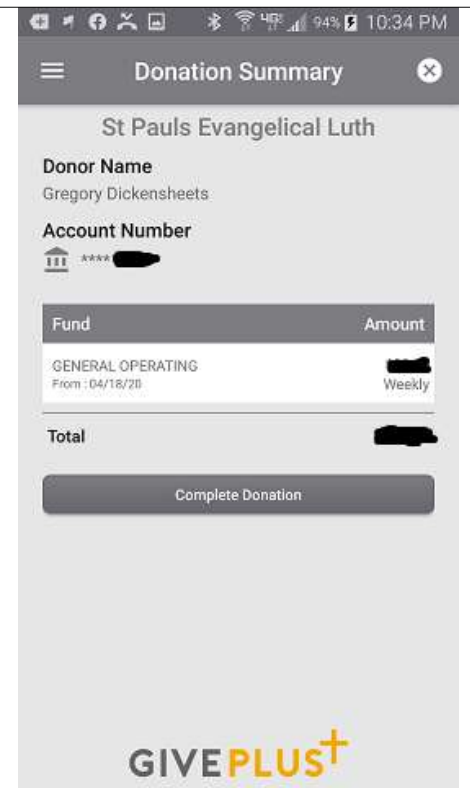 94% 10:34 PM
Donation Summary
St Pauls Evangelical Luth
Donor Name
Gregory Dickensheets
Account Number
****
Fund Amount
GENERAL OPERATING
From : 04/18/20 Weekly
Total
Complete Donation
GIVEPLUS+